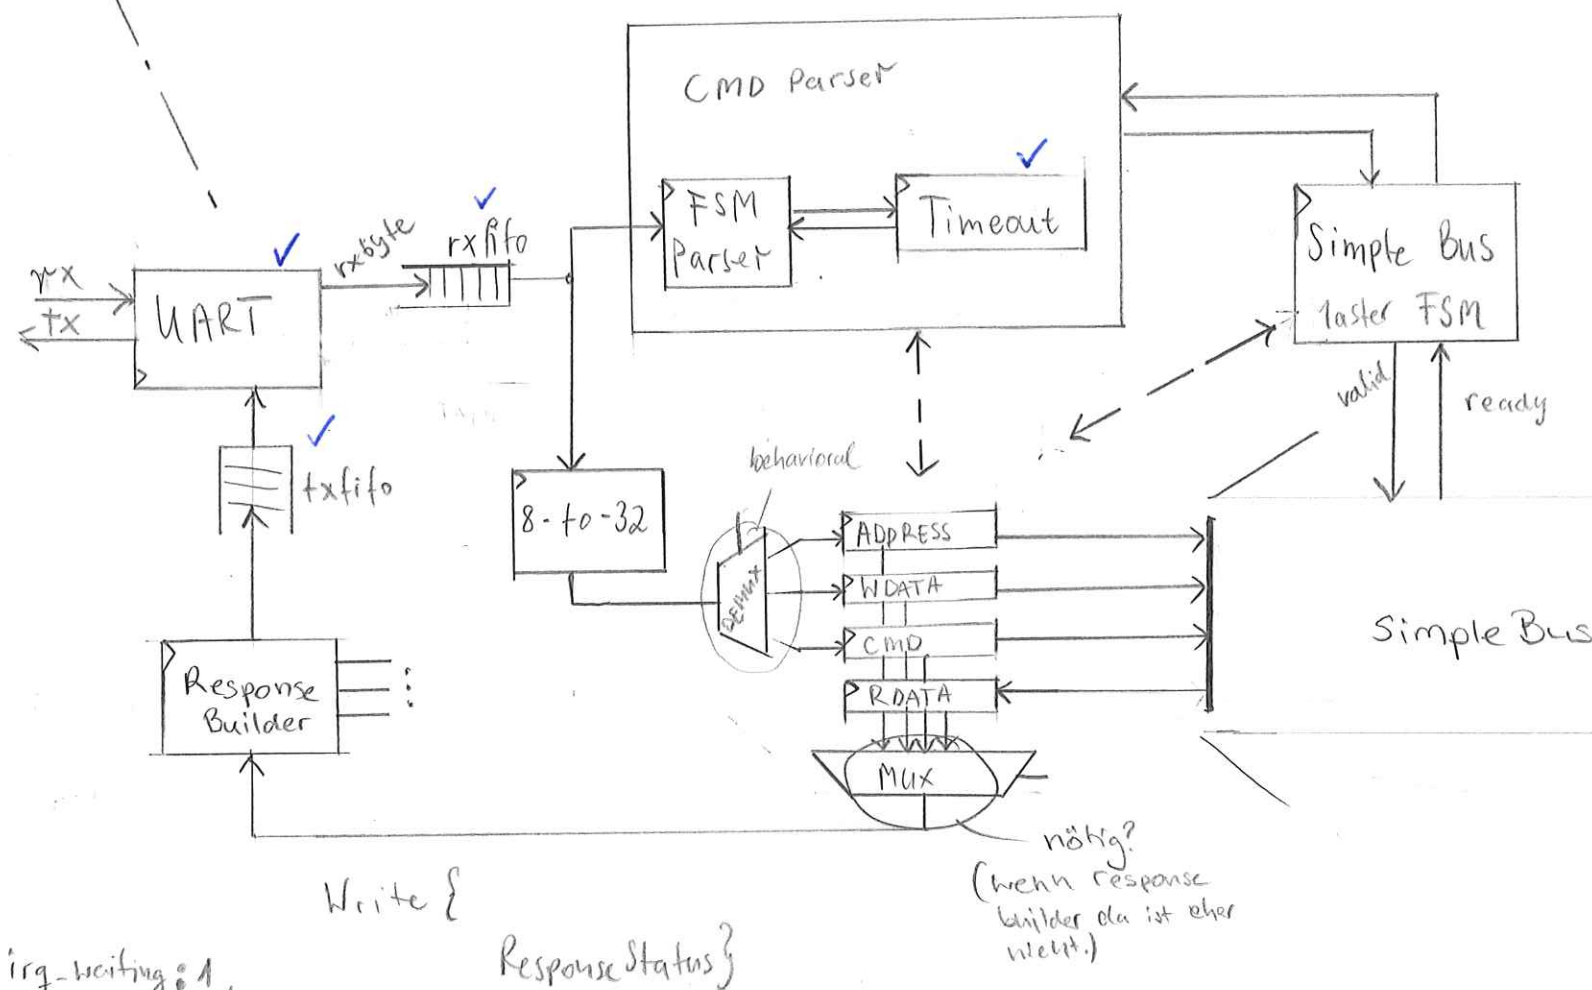 CMD Parser
FSM
Parser
Timeout
Simple Bus
laster FSM
rx
tx
UART
rxbyte
rxfifo
valid
ready
txfifo
8-to-32
behavioral
DEMUX
ADDRESS
WDATA
CMD
RDATA
MUX
Simple Bus
Response
Builder
nötig?
(wenn response
builder da ist eher
nicht.)
Write {
Response Status}
irq_waiting:1,